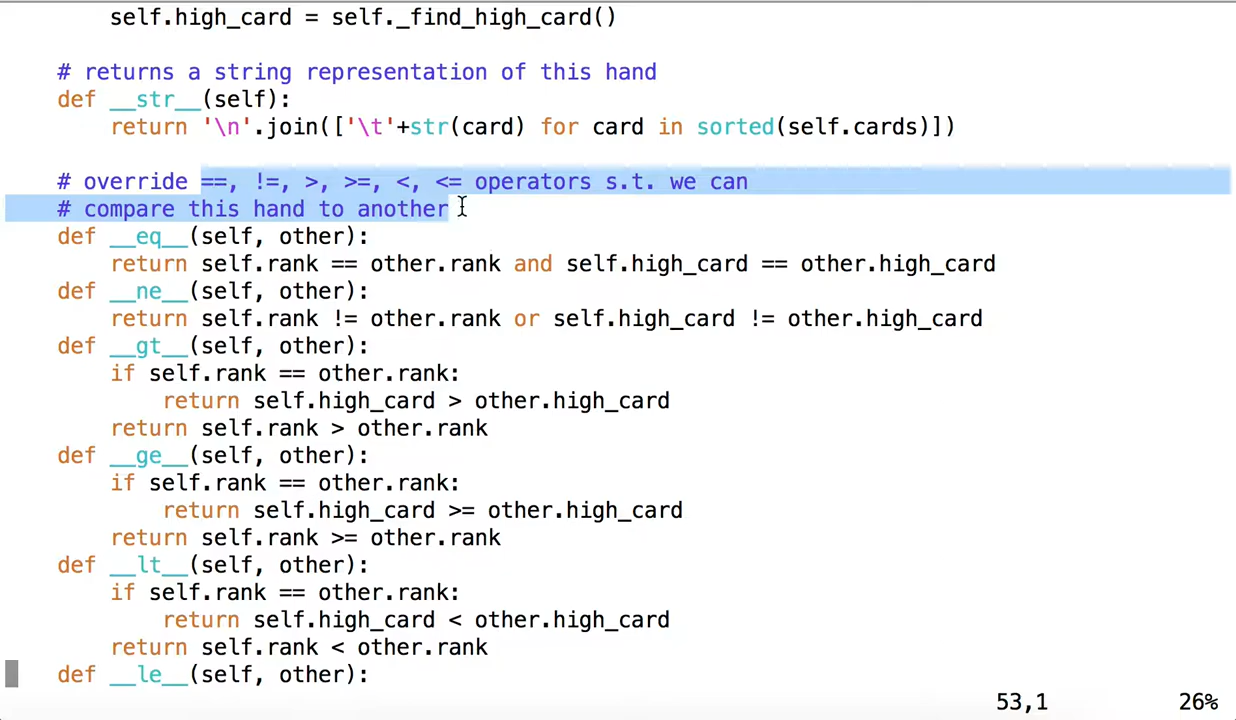 self.high_card = self._find_high_card()
# returns a string representation of this hand
def __str__(self):
return '\n'.join(['\t'+str(card) for card in sorted(self.cards)])
# override ==, !=, >, >=, <, <= operators s.t. we can
# compare this hand to another
def __eq__(self, other):
return self.rank == other.rank and self.high_card == other.high_card
def __ne__(self, other):
return self.rank != other.rank or self.high_card != other.high_card
def __gt__(self, other):
if self.rank == other.rank:
return self.high_card > other.high_card
return self.rank > other.rank
def __ge__(self, other):
if self.rank == other.rank:
return self.high_card >= other.high_card
return self.rank >= other.rank
def __lt__(self, other):
if self.rank == other.rank:
return self.high_card < other.high_card
return self.rank < other.rank
def __le__(self, other):
53,1 26%